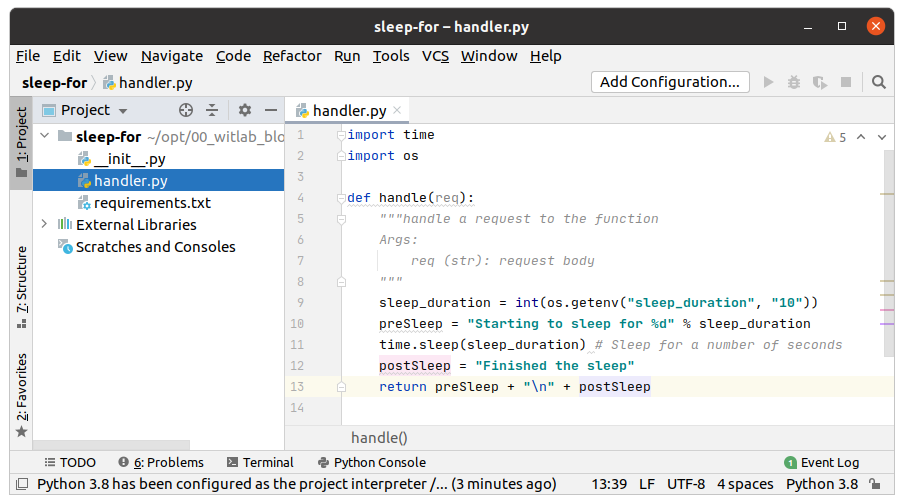 sleep-for – handler.py
File Edit View Navigate Code Refactor Run Tools VCS Window Help
sleep-for handler.py Add Configuration...
1: Project
7: Structure
2: Favorites
Project
sleep-for ~/opt/00_witlab_blo
__init__.py
handler.py
requirements.txt
External Libraries
Scratches and Consoles
handler.py
5
1 import time
2 import os
3
4 def handle(req):
5 """handle a request to the function
6 Args:
7 req (str): request body
8 """
9 sleep_duration = int(os.getenv("sleep_duration", "10"))
10 preSleep = "Starting to sleep for %d" % sleep_duration
11 time.sleep(sleep_duration) # Sleep for a number of seconds
12 postSleep = "Finished the sleep"
13 return preSleep + "\n" + postSleep
14
handle()
TODO 6: Problems Terminal Python Console 1 Event Log
Python 3.8 has been configured as the project interpreter /... (3 minutes ago) 13:39 LF UTF-8 4 spaces Python 3.8